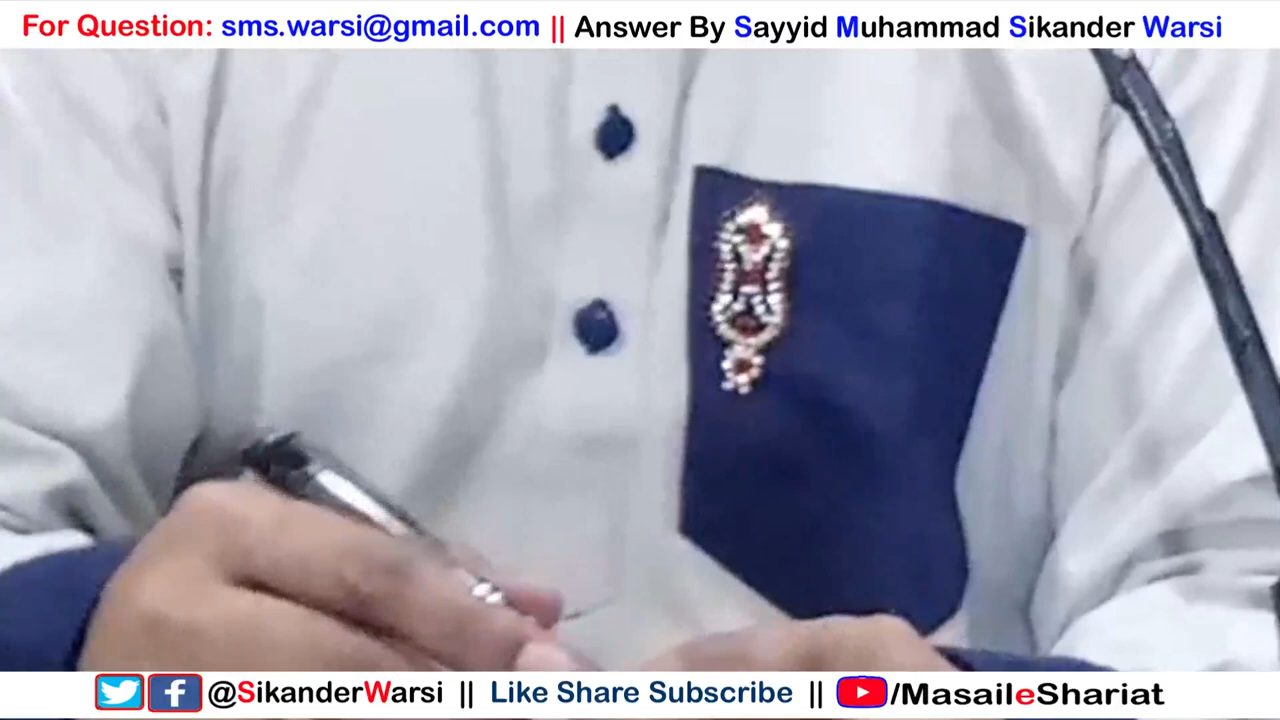 For Question: sms.warsi@gmail.com || Answer By Sayyid Muhammad Sikander Warsi
@SikanderWarsi || Like Share Subscribe || /MasaileShariat